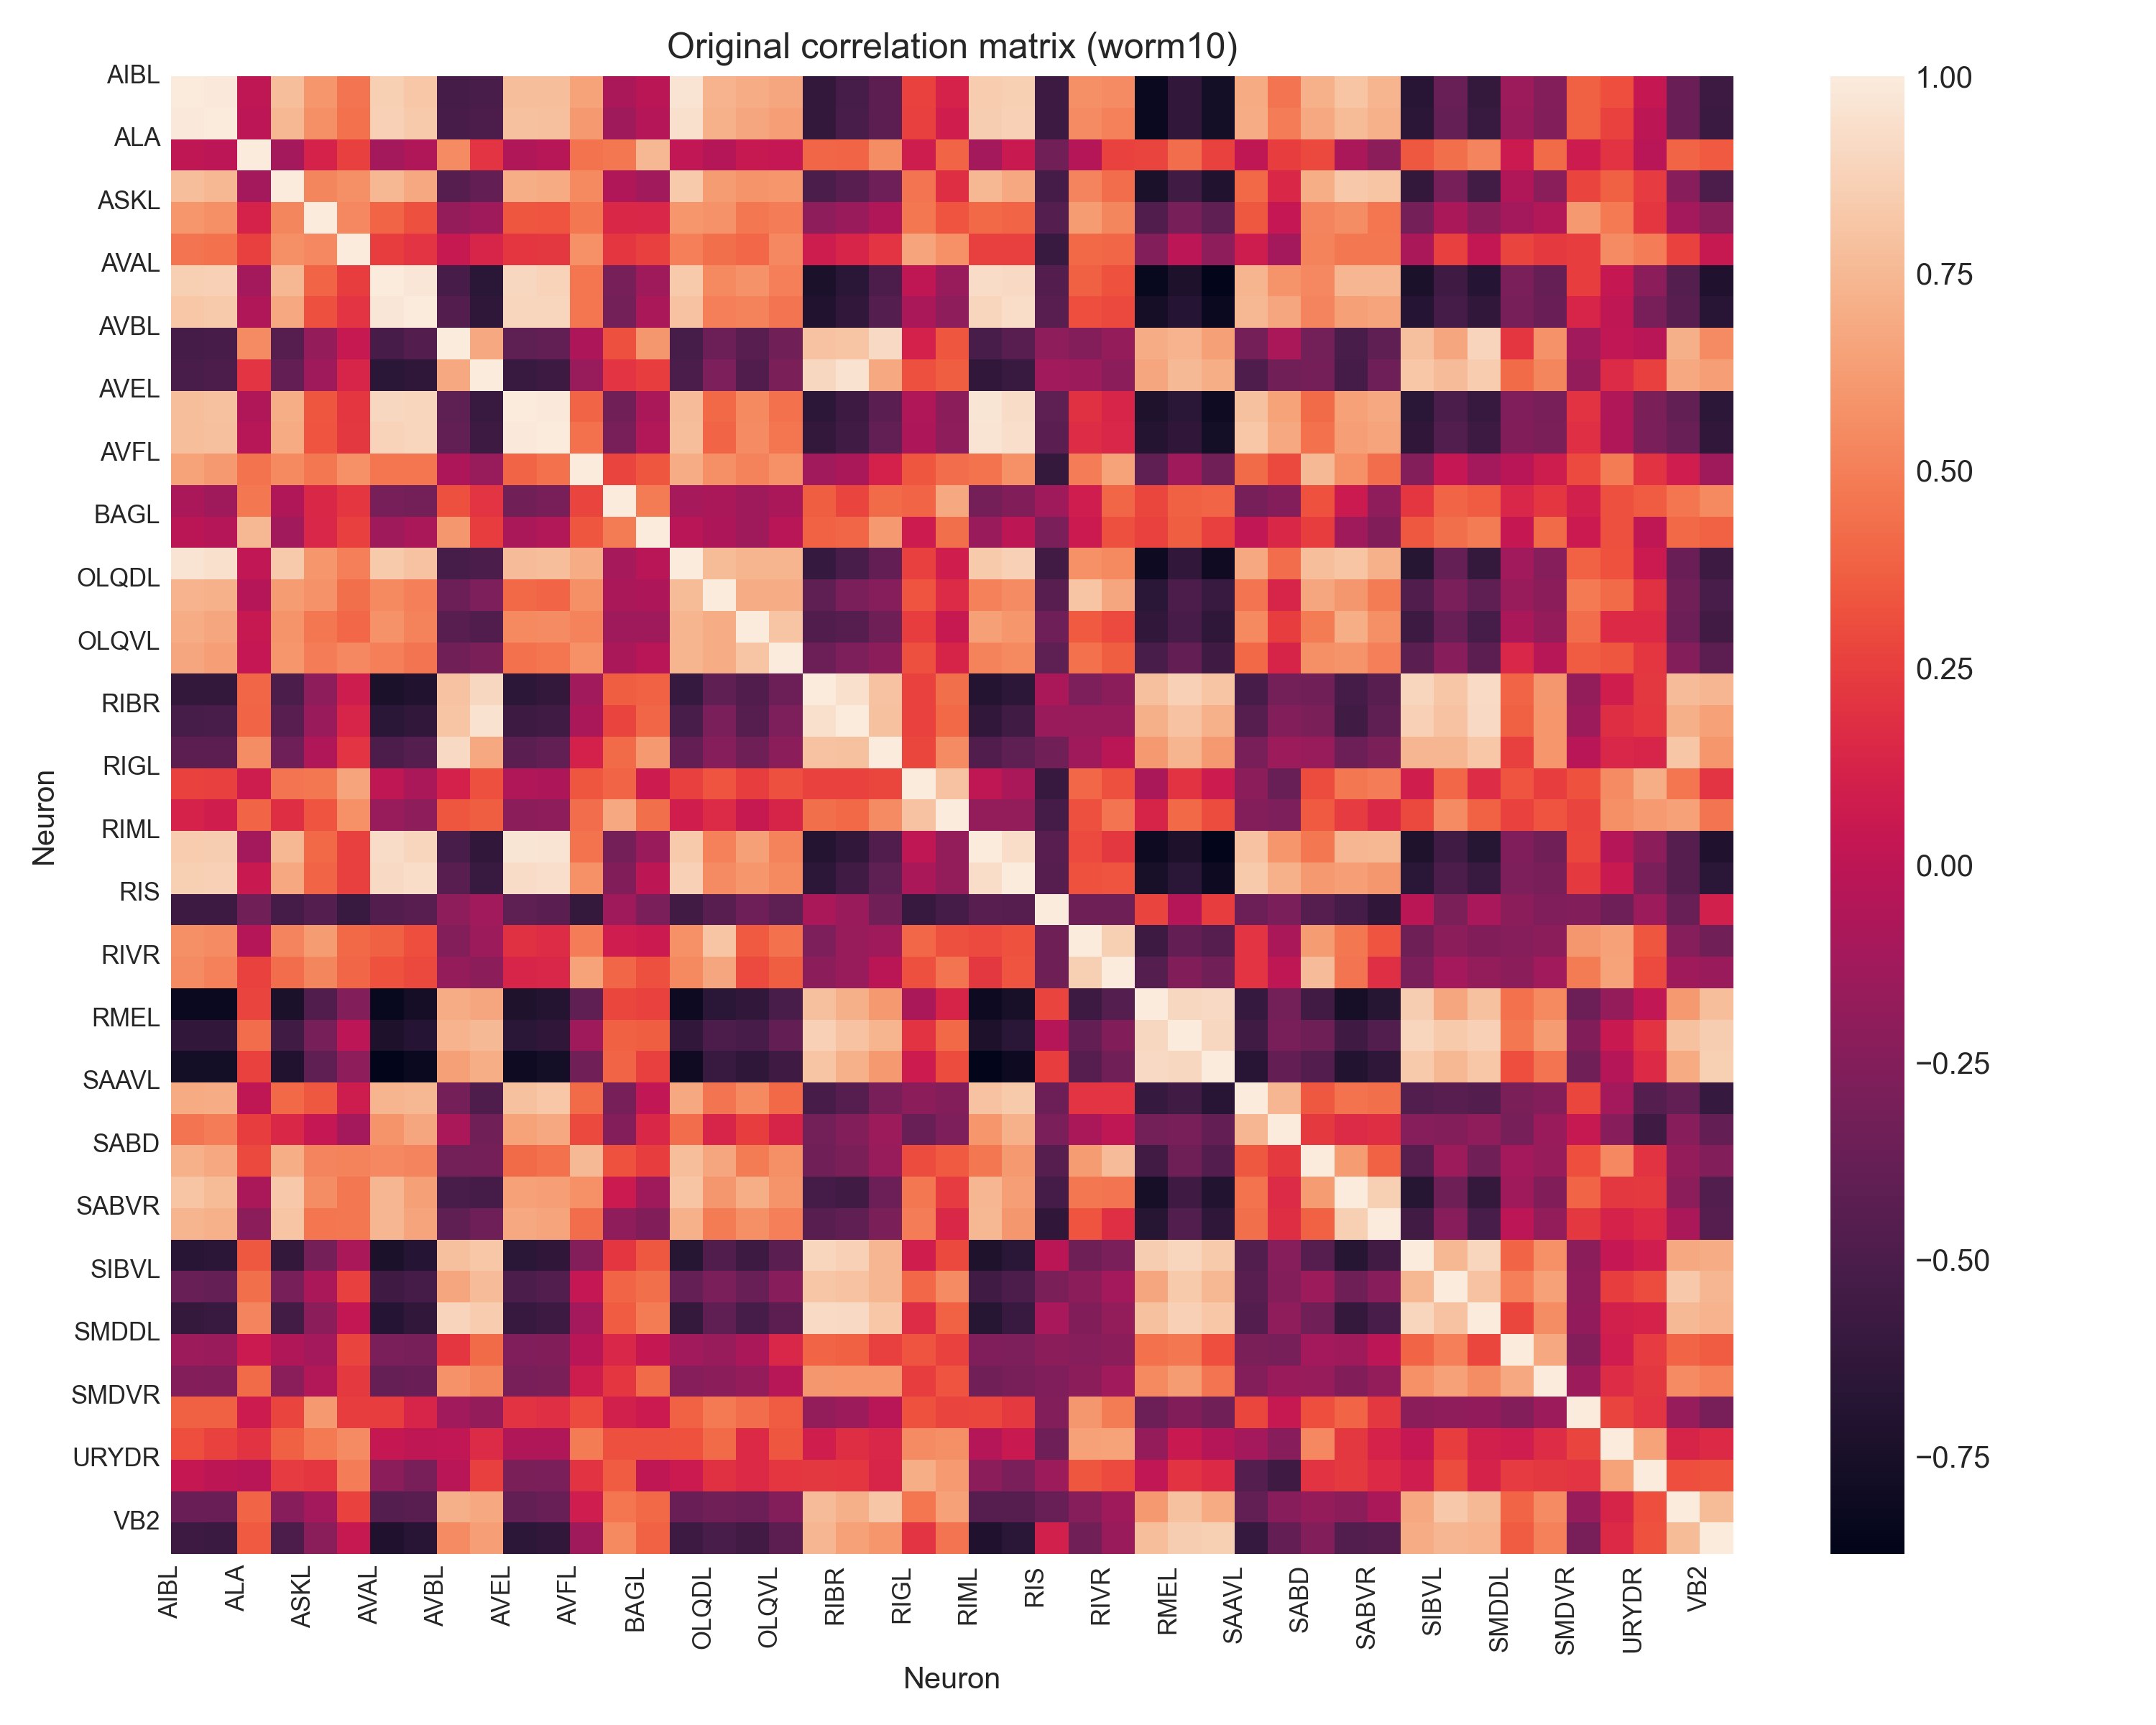 Original correlation matrix (worm10)
AIBL
ALA
ASKL
AVAL
AVBL
AVEL
AVFL
BAGL
OLQDL
OLQVL
RIBR
RIGL
RIML
RIS
RIVR
RMEL
SAAVL
SABD
SABVR
SIBVL
SMDDL
SMDVR
URYDR
VB2
Neuron
AIBL
ALA
ASKL
AVAL
AVBL
AVEL
AVFL
BAGL
OLQDL
OLQVL
RIBR
RIGL
RIML
RIS
RIVR
RMEL
SAAVL
SABD
SABVR
SIBVL
SMDDL
SMDVR
URYDR
VB2
Neuron
1.00
0.75
0.50
0.25
0.00
−0.25
−0.50
−0.75